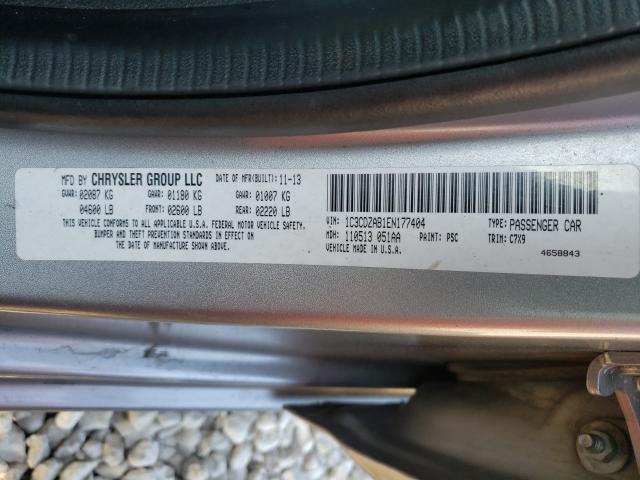 MFD BY CHRYSLER GROUP LLC DATE OF MFR(BUILT): 11-13
GVWR: 02087 KG GAWR: 01180 KG GAWR: 01007 KG
04600 LB FRONT: 02600 LB REAR: 02220 LB
THIS VEHICLE CONFORMS TO ALL APPLICABLE U.S.A. FEDERAL MOTOR VEHICLE SAFETY,
BUMPER AND THEFT PREVENTION STANDARDS IN EFFECT ON
THE DATE OF MANUFACTURE SHOWN ABOVE.
VIN: 1C3CDZAB1EN177404 TYPE: PASSENGER CAR
MDH: 110513 051AA PAINT: PSC TRIM: C7X9
VEHICLE MADE IN U.S.A. 4658843